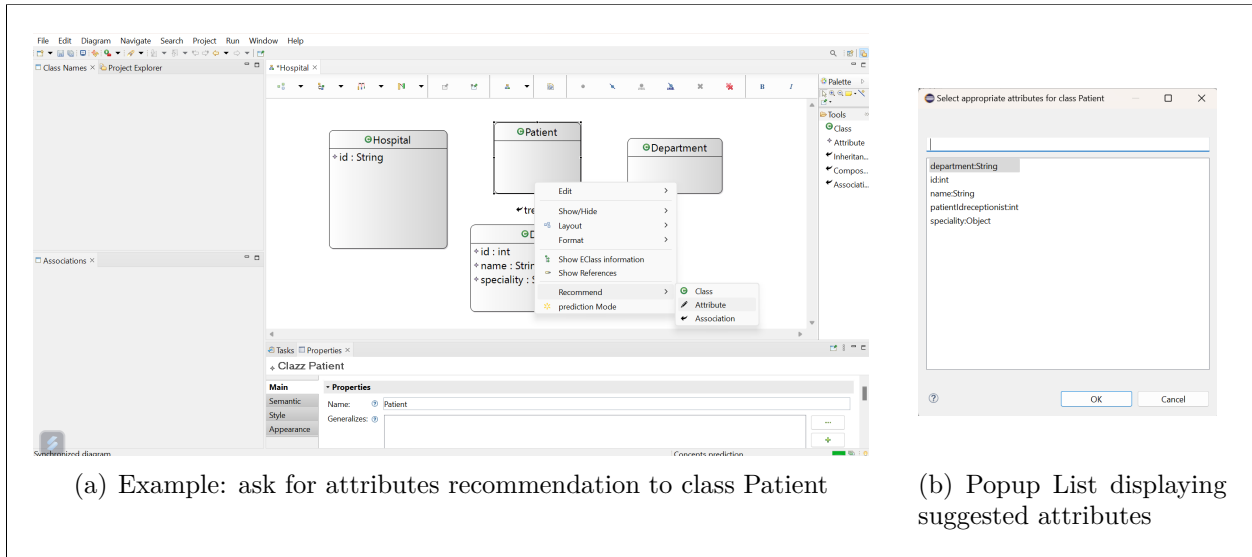 File Edit Diagram Navigate Search Project Run Window Help
Class Names × Project Explorer
*Hospital ×
B I
Palette
Tools
Class
Attribute
Inheritan...
Compos...
Associati...
Hospital
id : String
Patient
Department
tre
id : int
name : Strin
speciality : S
Edit
Show/Hide
Layout
Format
Show EClass information
Show References
Recommend
prediction Mode
Class
Attribute
Association
Associations ×
Tasks Properties ×
Clazz Patient
Main
Semantic
Style
Appearance
Properties
Name: Patient
Generalizes:
...
+
Synchronized diagram
Concepts prediction
(a) Example: ask for attributes recommendation to class Patient
Select appropriate attributes for class Patient
department:String
id:int
name:String
patientIdreceptionist:int
speciality:Object
OK Cancel
(b) Popup List displaying
suggested attributes